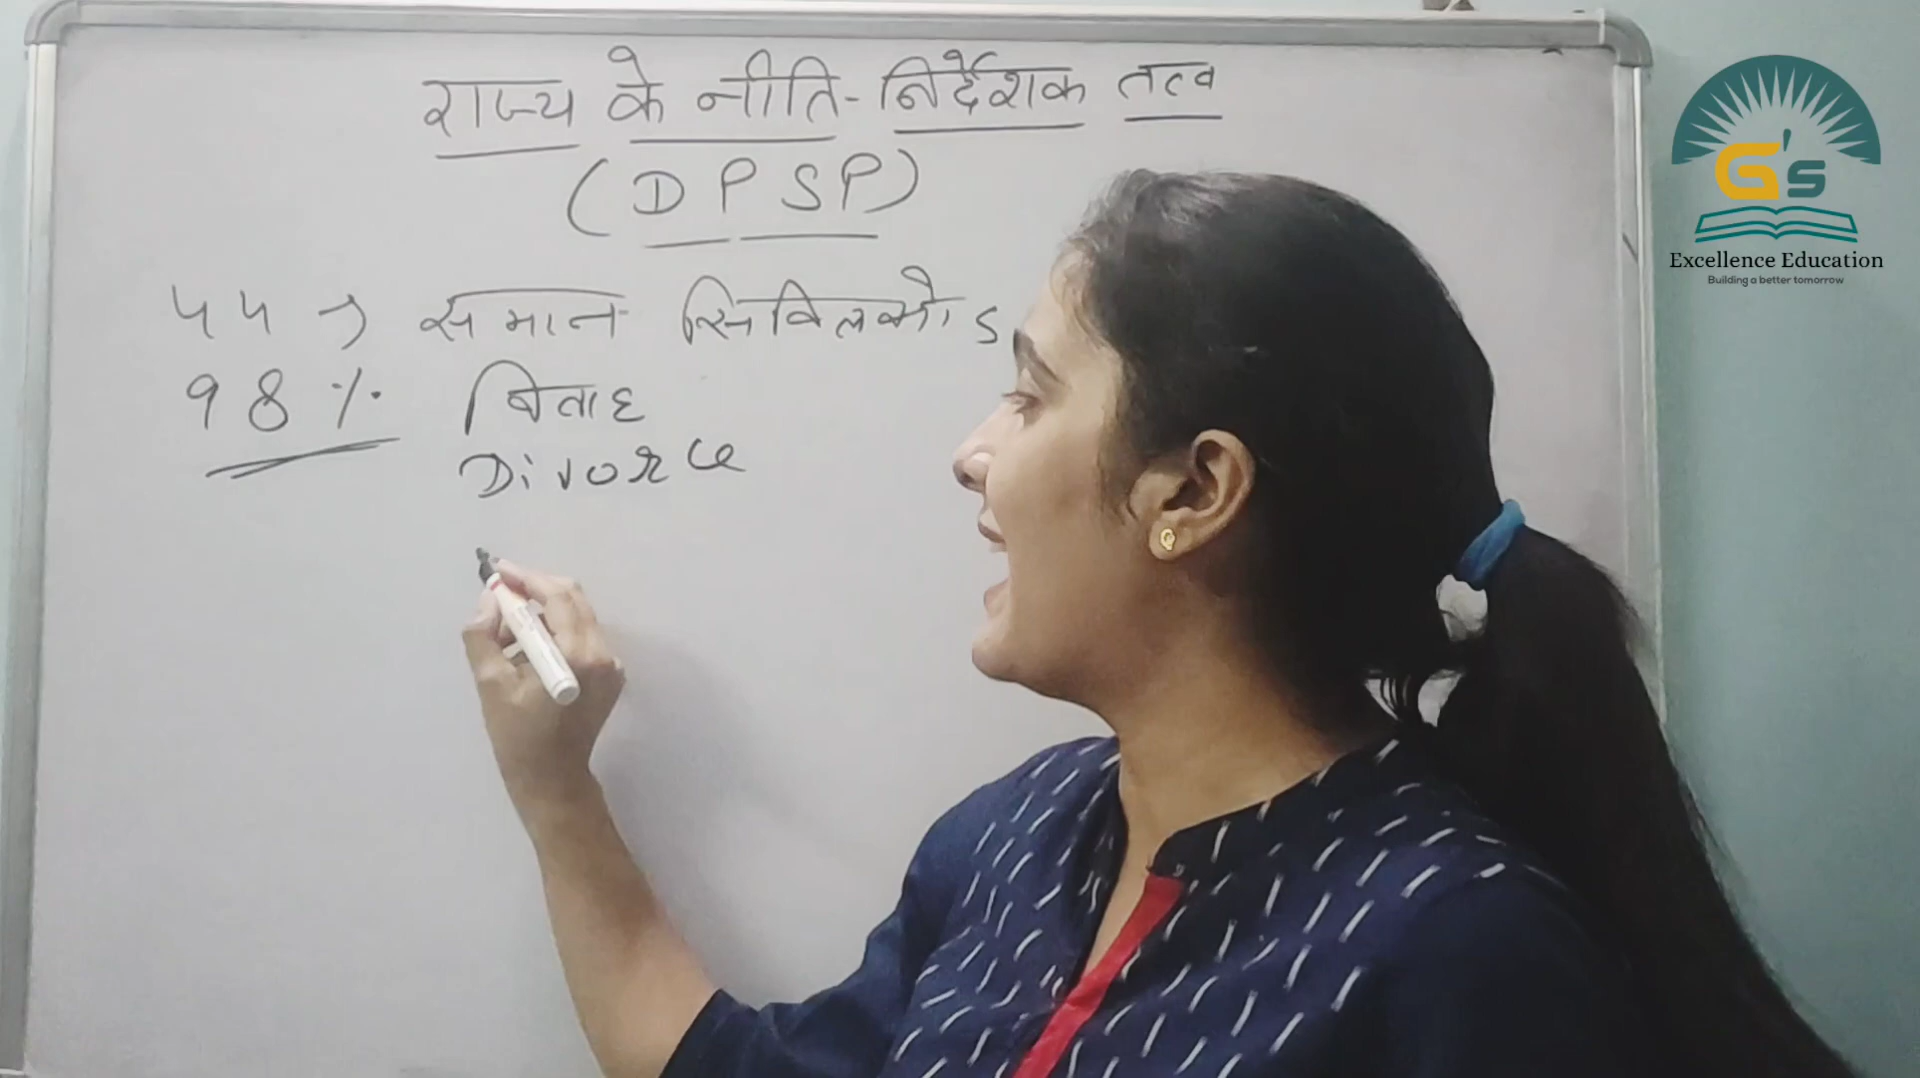 राज्य के नीति-निर्देशक तत्व
(DPSP)
44 → समान सिविलकोड
98% विवाह
Divorce
G's
Excellence Education
Building a better tomorrow